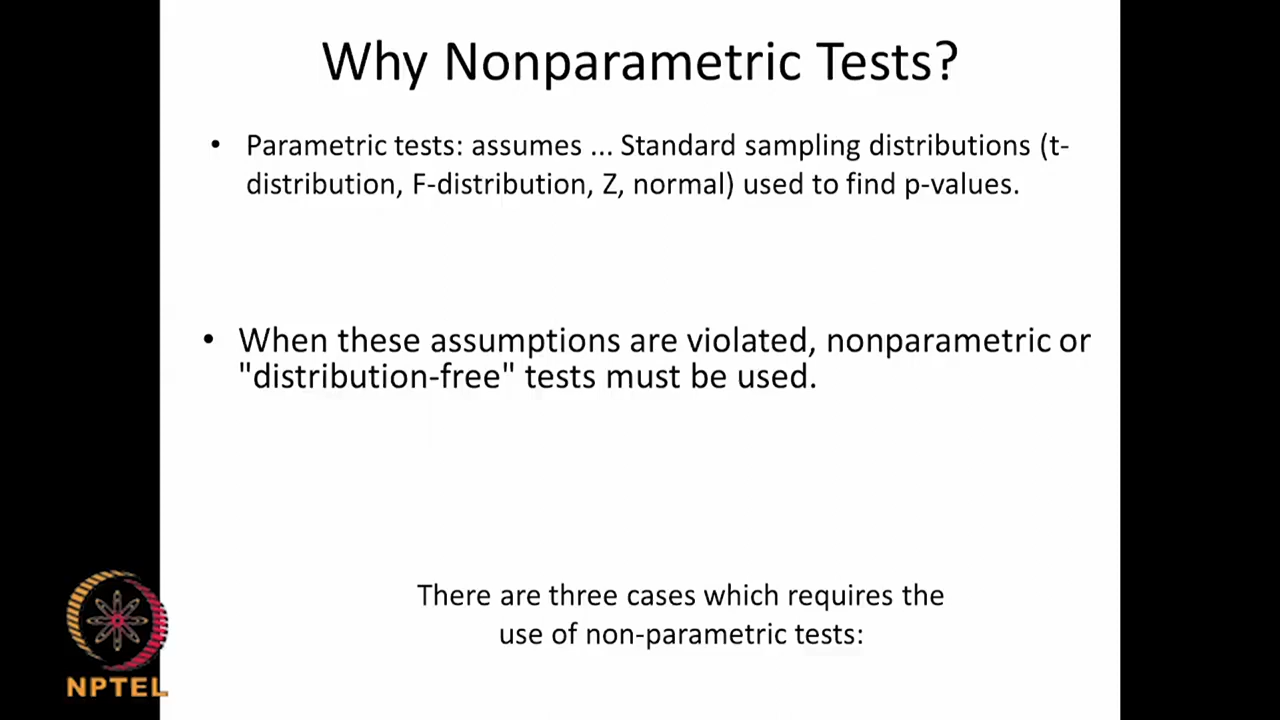 Why Nonparametric Tests?
• Parametric tests: assumes ... Standard sampling distributions (t-
distribution, F-distribution, Z, normal) used to find p-values.
• When these assumptions are violated, nonparametric or
"distribution-free" tests must be used.
There are three cases which requires the
use of non-parametric tests:
NPTEL